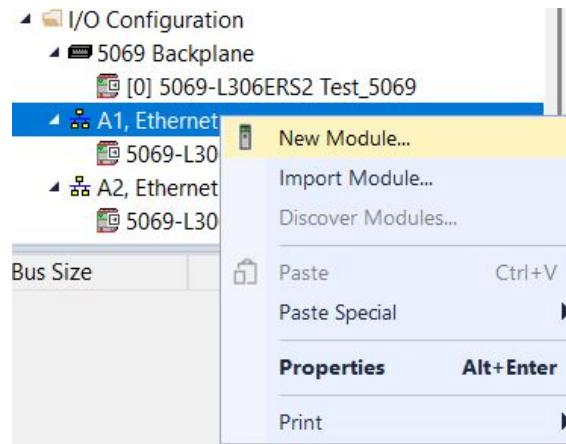 I/O Configuration
5069 Backplane
[0] 5069-L306ERS2 Test_5069
A1, Ethernet
5069-L30
A2, Ethernet
5069-L30
Bus Size
New Module...
Import Module...
Discover Modules...
Paste Ctrl+V
Paste Special
Properties Alt+Enter
Print